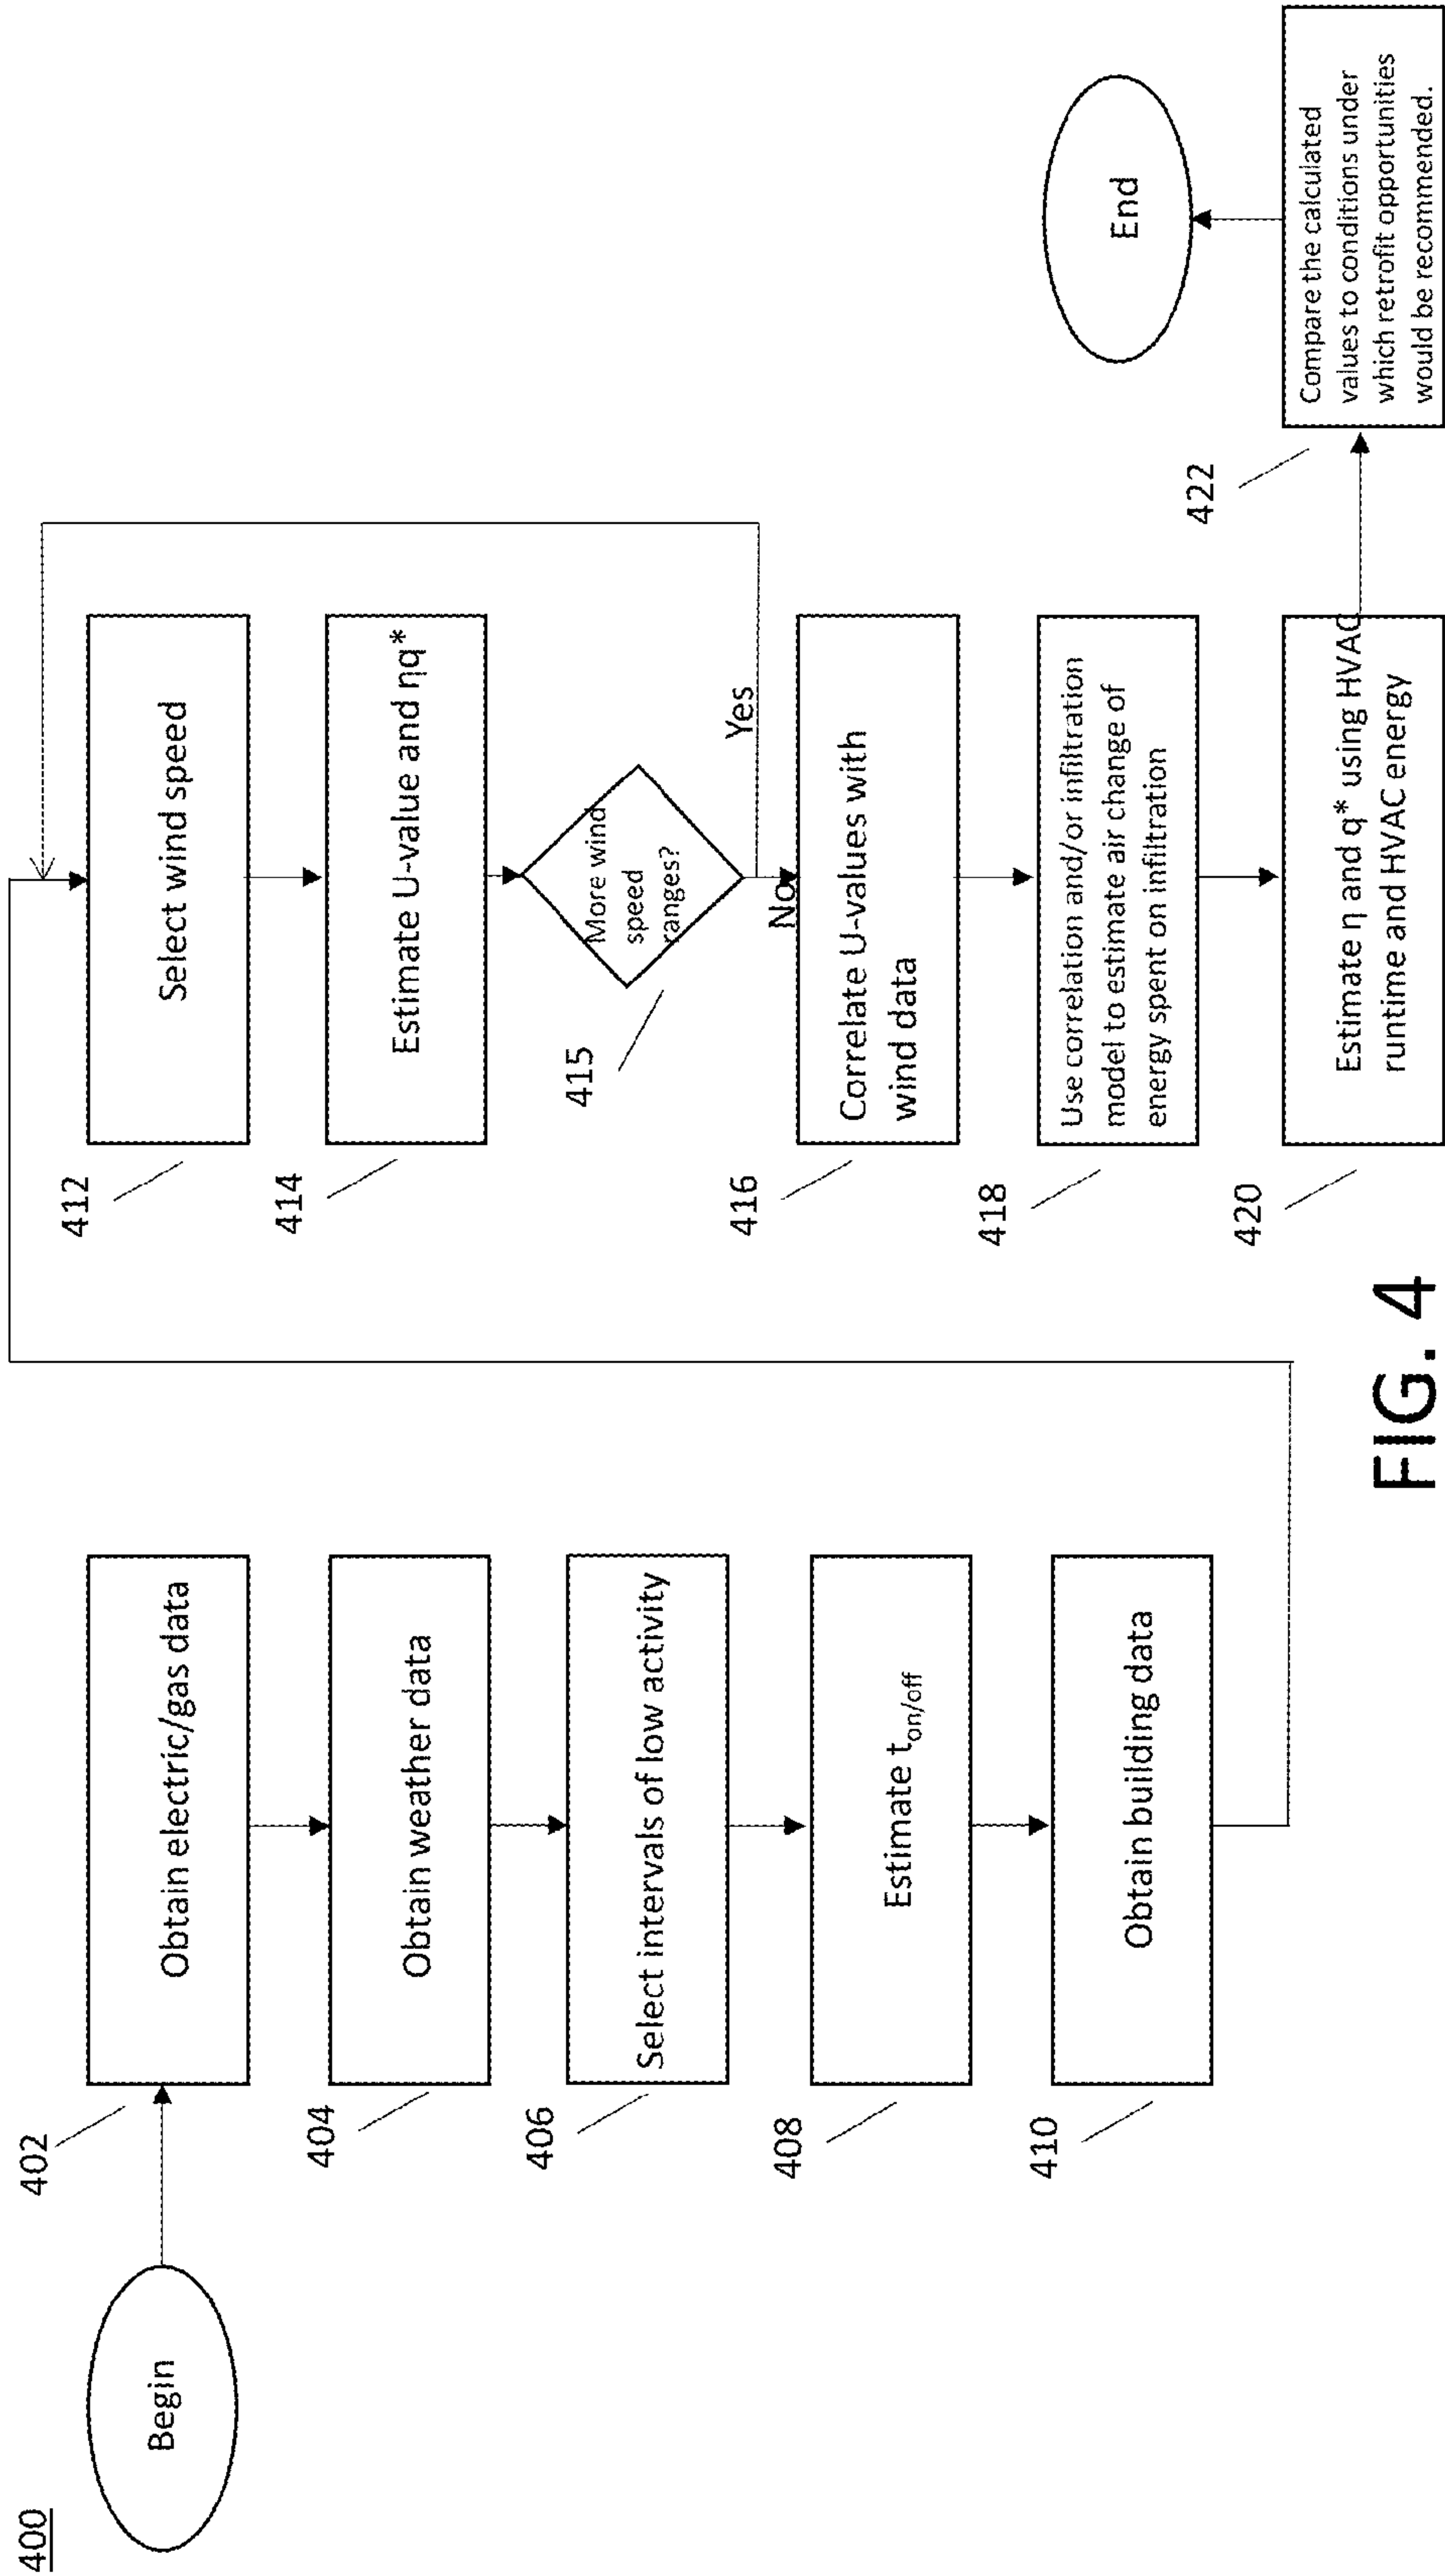 400
Begin
402
Obtain electric/gas data
404
Obtain weather data
406
Select intervals of low activity
408
Estimate t_on/off
410
Obtain building data
412
Select wind speed
414
Estimate U-value and ηq*
415
More wind
speed
ranges?
Yes
No
416
Correlate U-values with
wind data
418
Use correlation and/or infiltration
model to estimate air change of
energy spent on infiltration
420
Estimate η and q* using HVAC
runtime and HVAC energy
422
Compare the calculated
values to conditions under
which retrofit opportunities
would be recommended.
End
FIG. 4